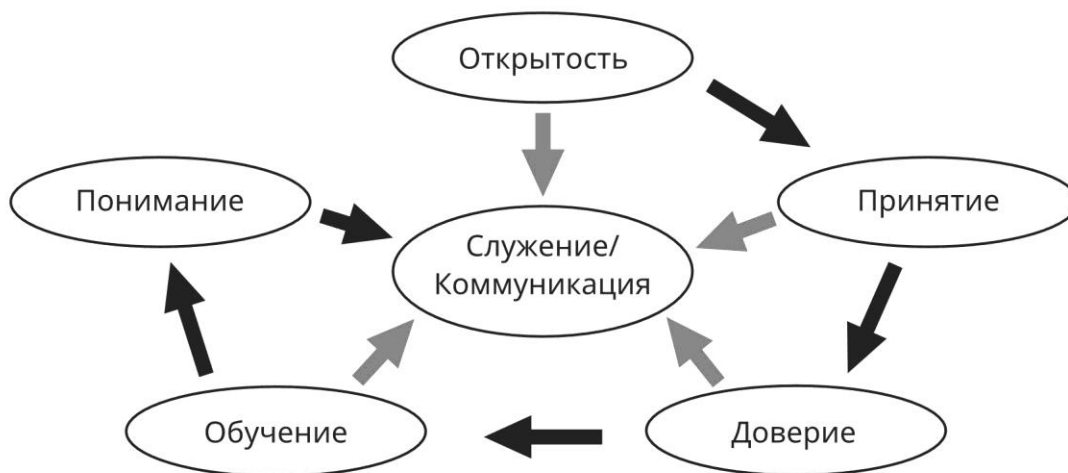 Открытость
Понимание
Принятие
Служение/
Коммуникация
Обучение
Доверие